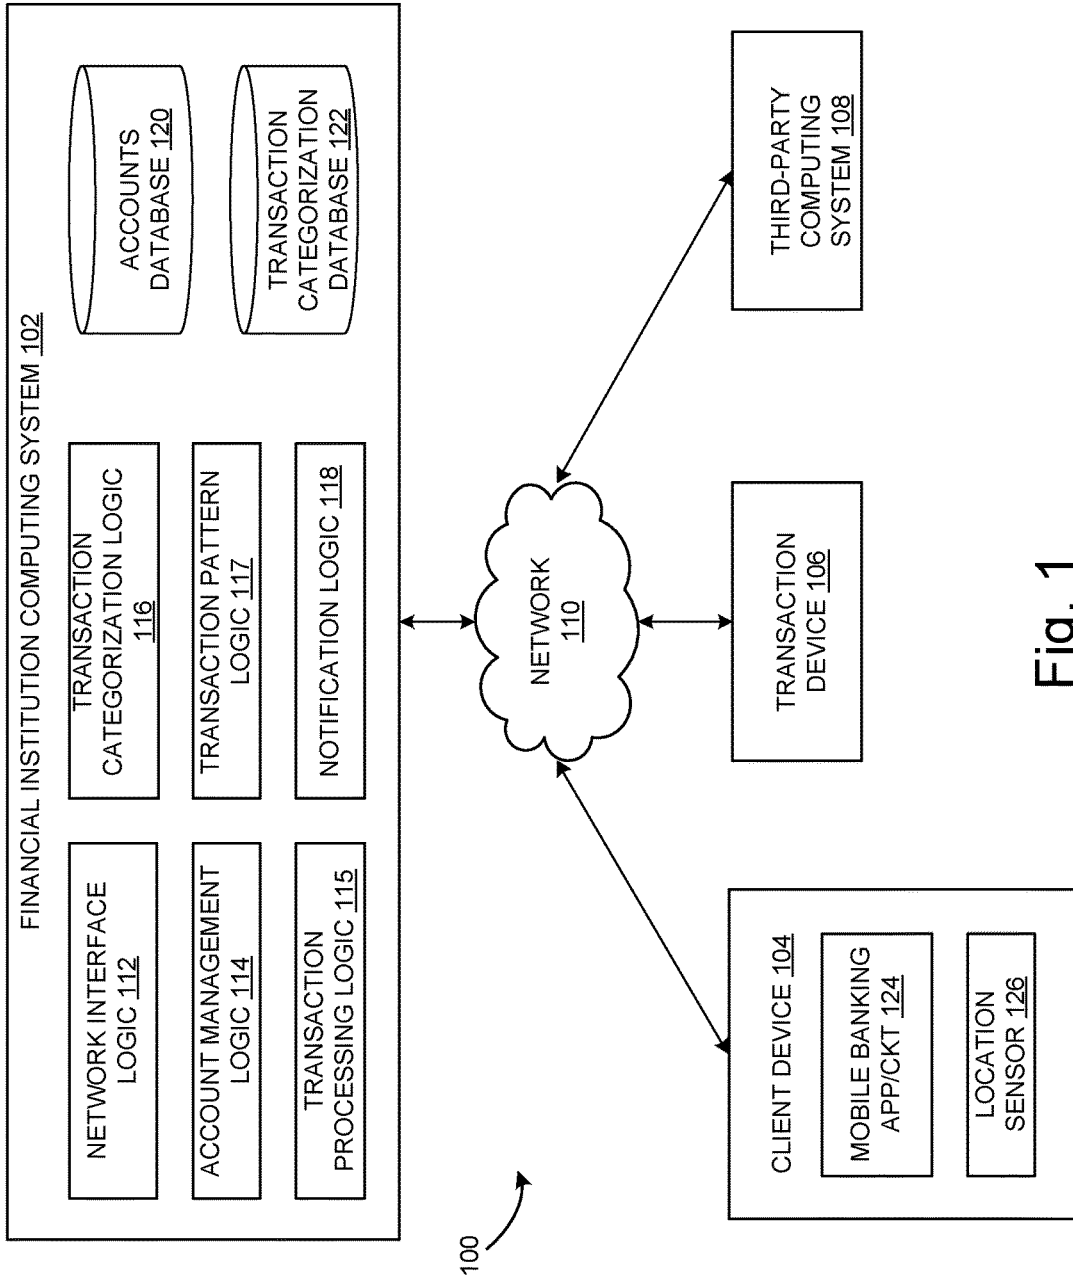 FINANCIAL INSTITUTION COMPUTING SYSTEM 102
NETWORK INTERFACE
LOGIC 112
TRANSACTION
CATEGORIZATION LOGIC
116
ACCOUNTS
DATABASE 120
ACCOUNT MANAGEMENT
LOGIC 114
TRANSACTION PATTERN
LOGIC 117
TRANSACTION
CATEGORIZATION
DATABASE 122
TRANSACTION
PROCESSING LOGIC 115
NOTIFICATION LOGIC 118
100
NETWORK
110
CLIENT DEVICE 104
MOBILE BANKING
APP/CKT 124
LOCATION
SENSOR 126
TRANSACTION
DEVICE 106
THIRD-PARTY
COMPUTING
SYSTEM 108
Fig. 1